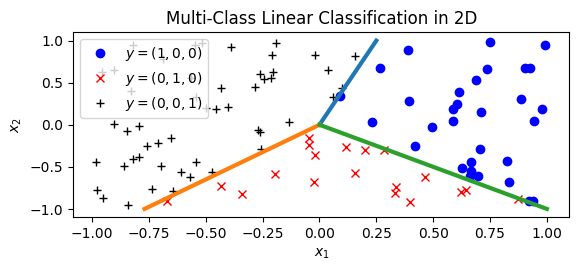 Multi-Class Linear Classification in 2D
y = (1, 0, 0)
y = (0, 1, 0)
y = (0, 0, 1)
1.0
0.5
0.0
−0.5
−1.0
x₂
−1.00 −0.75 −0.50 −0.25 0.00 0.25 0.50 0.75 1.00
x₁